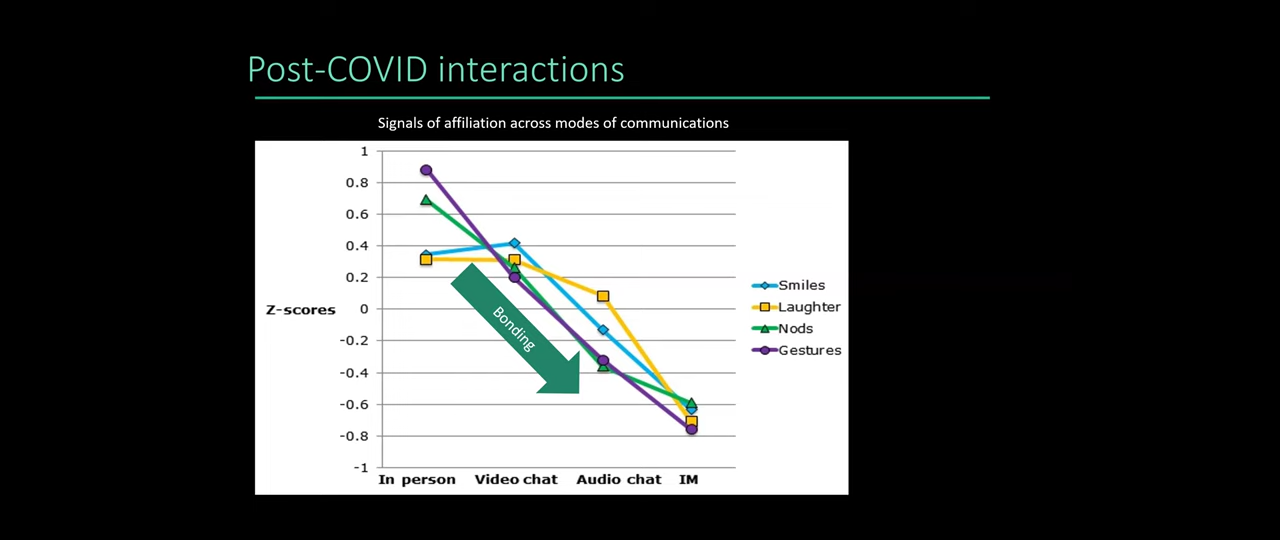 Post-COVID interactions
Signals of affiliation across modes of communications
1
0.8
0.6
0.4
0.2
0
-0.2
-0.4
-0.6
-0.8
-1
Z-scores
Bonding
In person Video chat Audio chat IM
Smiles
Laughter
Nods
Gestures